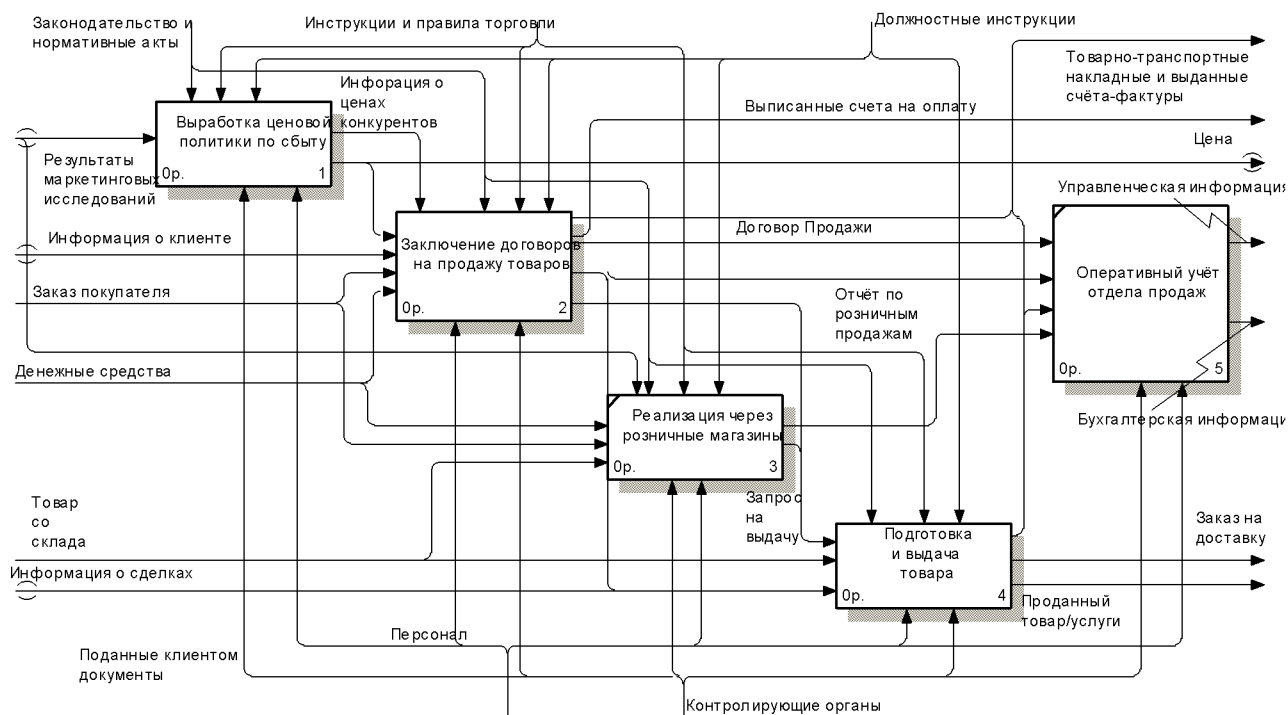 Законодательство и
нормативные акты
Инструкции и правила торговли
Должностные инструкции
Товарно-транспортные
накладные и выданные
счёта-фактуры
Инфорация о
ценах
конкурентов
Выписанные счета на оплату
Цена
Выработка ценовой
политики по сбыту
0р.
1
Результаты
маркетинговых
исследований
Управленческая информация
Информация о клиенте
Заключение договоров
на продажу товаров
0р.
2
Договор Продажи
Оперативный учёт
отдела продаж
0р.
5
Заказ покупателя
Отчёт по
розничным
продажам
Денежные средства
Реализация через
розничные магазины
0р.
3
Бухгалтерская информаци
Товар
со
склада
Запрос
на
выдачу
Подготовка
и выдача
товара
0р.
4
Заказ на
доставку
Информация о сделках
Проданный
товар/услуги
Персонал
Поданные клиентом
документы
Контролирующие органы